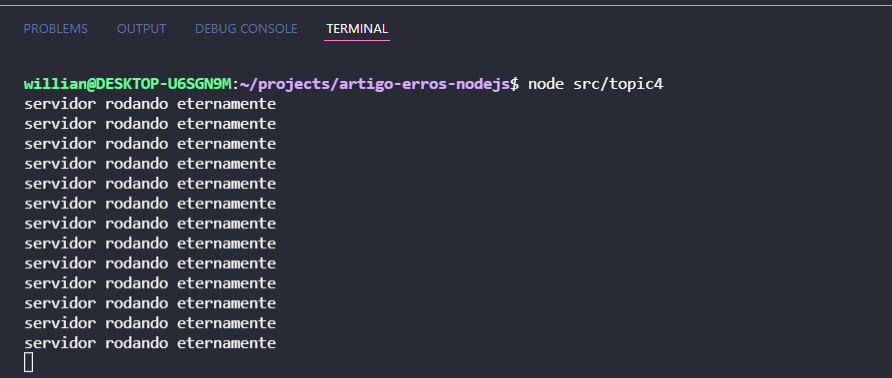 PROBLEMS OUTPUT DEBUG CONSOLE TERMINAL
willian@DESKTOP-U6SGN9M:~/projects/artigo-erros-nodejs$ node src/topic4
servidor rodando eternamente
servidor rodando eternamente
servidor rodando eternamente
servidor rodando eternamente
servidor rodando eternamente
servidor rodando eternamente
servidor rodando eternamente
servidor rodando eternamente
servidor rodando eternamente
servidor rodando eternamente
servidor rodando eternamente
servidor rodando eternamente
servidor rodando eternamente